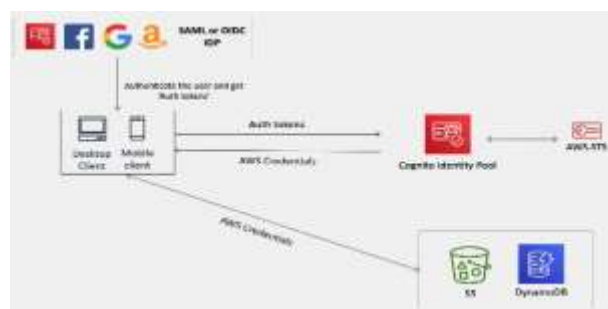 SAML or OIDC
IDP
Authenticate the user and get
'Auth tokens'
Auth tokens
Desktop
Client
Mobile
client
AWS Credentials
Cognito Identity Pool
AWS STS
AWS Credentials
S3
DynamoDB